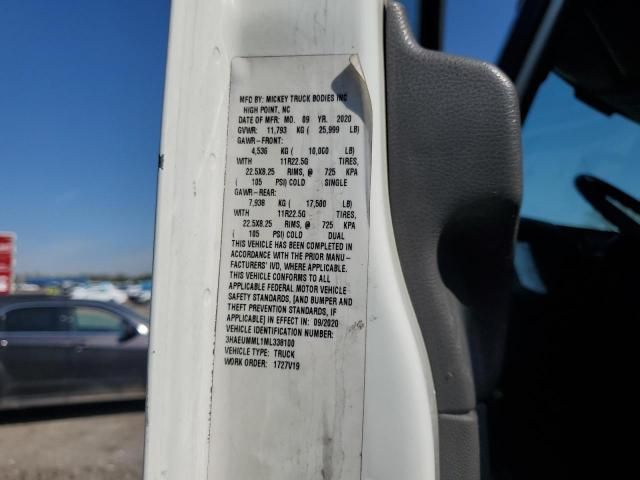 MFG BY: MICKEY TRUCK BODIES INC
HIGH POINT, NC
DATE OF MFR: MO. 09 YR. 2020
GVWR: 11,793 KG ( 25,999 LB)
GAWR-FRONT:
4,536 KG ( 10,000 LB)
WITH 11R22.5G TIRES,
22.5X8.25 RIMS, @ 725 KPA
( 105 PSI) COLD SINGLE
GAWR-REAR:
7,938 KG ( 17,500 LB)
WITH 11R22.5G TIRES,
22.5X8.25 RIMS, @ 725 KPA
( 105 PSI) COLD DUAL
THIS VEHICLE HAS BEEN COMPLETED IN
ACCORDANCE WITH THE PRIOR MANU-
FACTURERS' IVD, WHERE APPLICABLE.
THIS VEHICLE CONFORMS TO ALL
APPLICABLE FEDERAL MOTOR VEHICLE
SAFETY STANDARDS, [AND BUMPER AND
THEFT PREVENTION STANDARDS, IF
APPLICABLE] IN EFFECT IN: 09/2020
VEHICLE IDENTIFICATION NUMBER:
3HAEUMML1ML338100
VEHICLE TYPE: TRUCK
WORK ORDER: 1727V19